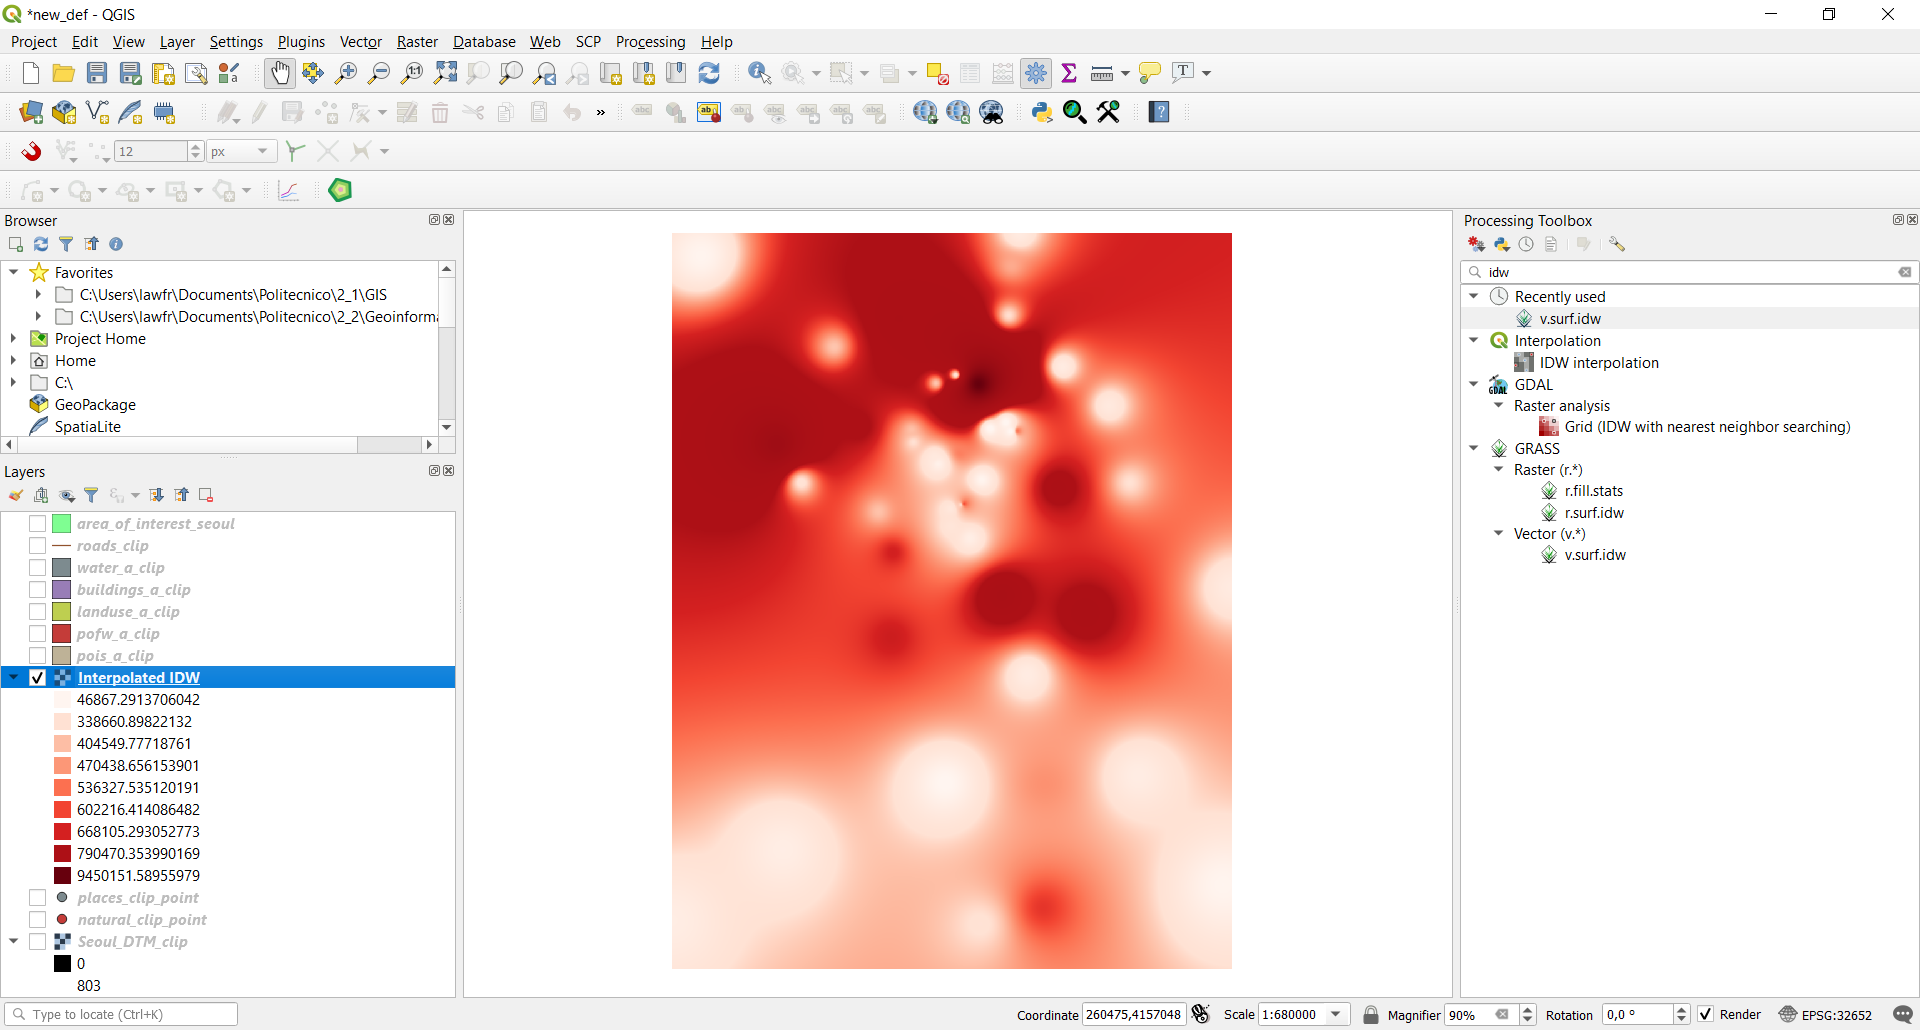 *new_def - QGIS
Project Edit View Layer Settings Plugins Vector Raster Database Web SCP Processing Help
12 px
Browser
Favorites
C:\Users\lawfr\Documents\Politecnico\2_1\GIS
C:\Users\lawfr\Documents\Politecnico\2_2\Geoinform
Project Home
Home
C:\
GeoPackage
SpatiaLite
Layers
area_of_interest_seoul
roads_clip
water_a_clip
buildings_a_clip
landuse_a_clip
pofw_a_clip
pois_a_clip
Interpolated IDW
46867.2913706042
338660.89822132
404549.77718761
470438.656153901
536327.535120191
602216.414086482
668105.293052773
790470.353990169
9450151.58955979
places_clip_point
natural_clip_point
Seoul_DTM_clip
0
803
Processing Toolbox
idw
Recently used
v.surf.idw
Interpolation
IDW interpolation
GDAL
Raster analysis
Grid (IDW with nearest neighbor searching)
GRASS
Raster (r.*)
r.fill.stats
r.surf.idw
Vector (v.*)
v.surf.idw
Type to locate (Ctrl+K)
Coordinate 260475,4157048 Scale 1:680000 Magnifier 90% Rotation 0,0 ° Render EPSG:32652